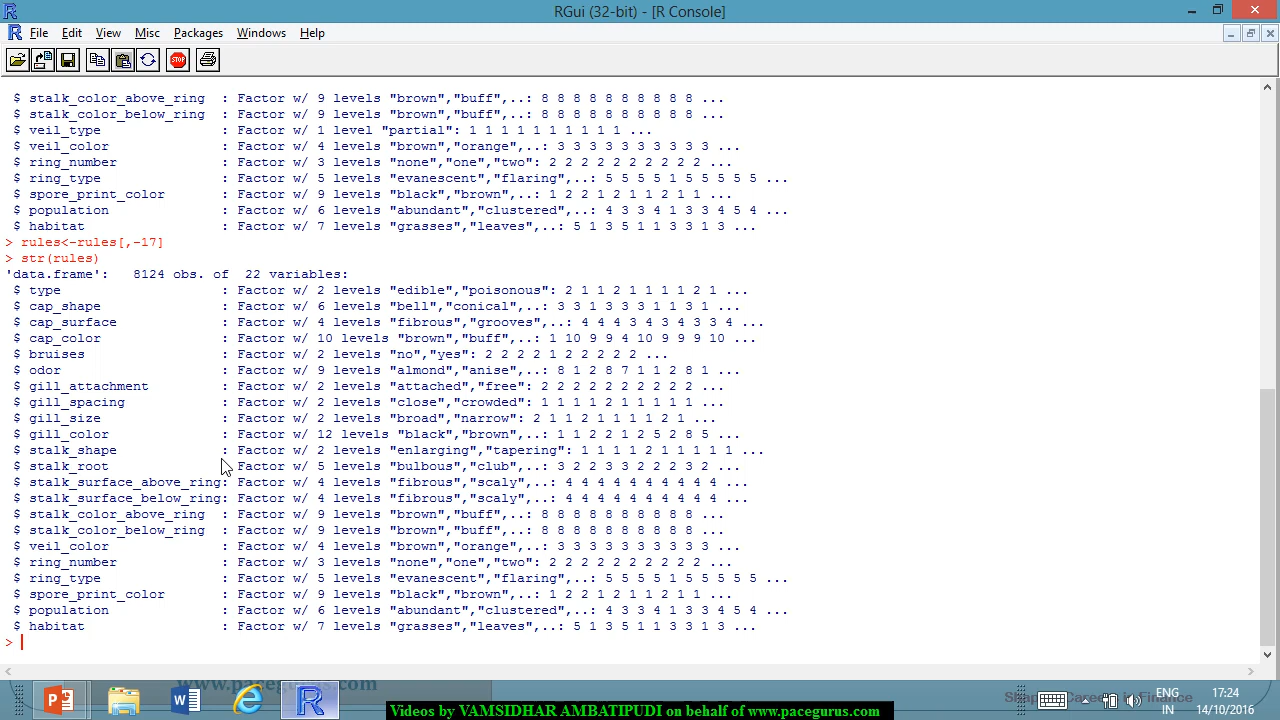 RGui (32-bit) - [R Console]
File Edit View Misc Packages Windows Help
$ stalk_color_above_ring : Factor w/ 9 levels "brown","buff",..: 8 8 8 8 8 8 8 8 8 8 ...
$ stalk_color_below_ring : Factor w/ 9 levels "brown","buff",..: 8 8 8 8 8 8 8 8 8 8 ...
$ veil_type : Factor w/ 1 level "partial": 1 1 1 1 1 1 1 1 1 1 ...
$ veil_color : Factor w/ 4 levels "brown","orange",..: 3 3 3 3 3 3 3 3 3 3 ...
$ ring_number : Factor w/ 3 levels "none","one","two": 2 2 2 2 2 2 2 2 2 2 ...
$ ring_type : Factor w/ 5 levels "evanescent","flaring",..: 5 5 5 5 1 5 5 5 5 5 ...
$ spore_print_color : Factor w/ 9 levels "black","brown",..: 1 2 2 1 2 1 1 2 1 1 ...
$ population : Factor w/ 6 levels "abundant","clustered",..: 4 3 3 4 1 3 3 4 5 4 ...
$ habitat : Factor w/ 7 levels "grasses","leaves",..: 5 1 3 5 1 1 3 3 1 3 ...
> rules<-rules[,-17]
> str(rules)
'data.frame': 8124 obs. of 22 variables:
$ type : Factor w/ 2 levels "edible","poisonous": 2 1 1 2 1 1 1 1 2 1 ...
$ cap_shape : Factor w/ 6 levels "bell","conical",..: 3 3 1 3 3 3 1 1 3 1 ...
$ cap_surface : Factor w/ 4 levels "fibrous","grooves",..: 4 4 4 3 4 3 4 3 3 4 ...
$ cap_color : Factor w/ 10 levels "brown","buff",..: 1 10 9 9 4 10 9 9 9 10 ...
$ bruises : Factor w/ 2 levels "no","yes": 2 2 2 2 1 2 2 2 2 2 ...
$ odor : Factor w/ 9 levels "almond","anise",..: 8 1 2 8 7 1 1 2 8 1 ...
$ gill_attachment : Factor w/ 2 levels "attached","free": 2 2 2 2 2 2 2 2 2 2 ...
$ gill_spacing : Factor w/ 2 levels "close","crowded": 1 1 1 1 2 1 1 1 1 1 ...
$ gill_size : Factor w/ 2 levels "broad","narrow": 2 1 1 2 1 1 1 1 2 1 ...
$ gill_color : Factor w/ 12 levels "black","brown",..: 1 1 2 2 1 2 5 2 8 5 ...
$ stalk_shape : Factor w/ 2 levels "enlarging","tapering": 1 1 1 1 2 1 1 1 1 1 ...
$ stalk_root : Factor w/ 5 levels "bulbous","club",..: 3 2 2 3 3 2 2 2 3 2 ...
$ stalk_surface_above_ring: Factor w/ 4 levels "fibrous","scaly",..: 4 4 4 4 4 4 4 4 4 4 ...
$ stalk_surface_below_ring: Factor w/ 4 levels "fibrous","scaly",..: 4 4 4 4 4 4 4 4 4 4 ...
$ stalk_color_above_ring : Factor w/ 9 levels "brown","buff",..: 8 8 8 8 8 8 8 8 8 8 ...
$ stalk_color_below_ring : Factor w/ 9 levels "brown","buff",..: 8 8 8 8 8 8 8 8 8 8 ...
$ veil_color : Factor w/ 4 levels "brown","orange",..: 3 3 3 3 3 3 3 3 3 3 ...
$ ring_number : Factor w/ 3 levels "none","one","two": 2 2 2 2 2 2 2 2 2 2 ...
$ ring_type : Factor w/ 5 levels "evanescent","flaring",..: 5 5 5 5 1 5 5 5 5 5 ...
$ spore_print_color : Factor w/ 9 levels "black","brown",..: 1 2 2 1 2 1 1 2 1 1 ...
$ population : Factor w/ 6 levels "abundant","clustered",..: 4 3 3 4 1 3 3 4 5 4 ...
$ habitat : Factor w/ 7 levels "grasses","leaves",..: 5 1 3 5 1 1 3 3 1 3 ...
>
www.pacegurus.com
ENG 17:24
IN 14/10/2016
Videos by VAMSIDHAR AMBATIPUDI on behalf of www.pacegurus.com